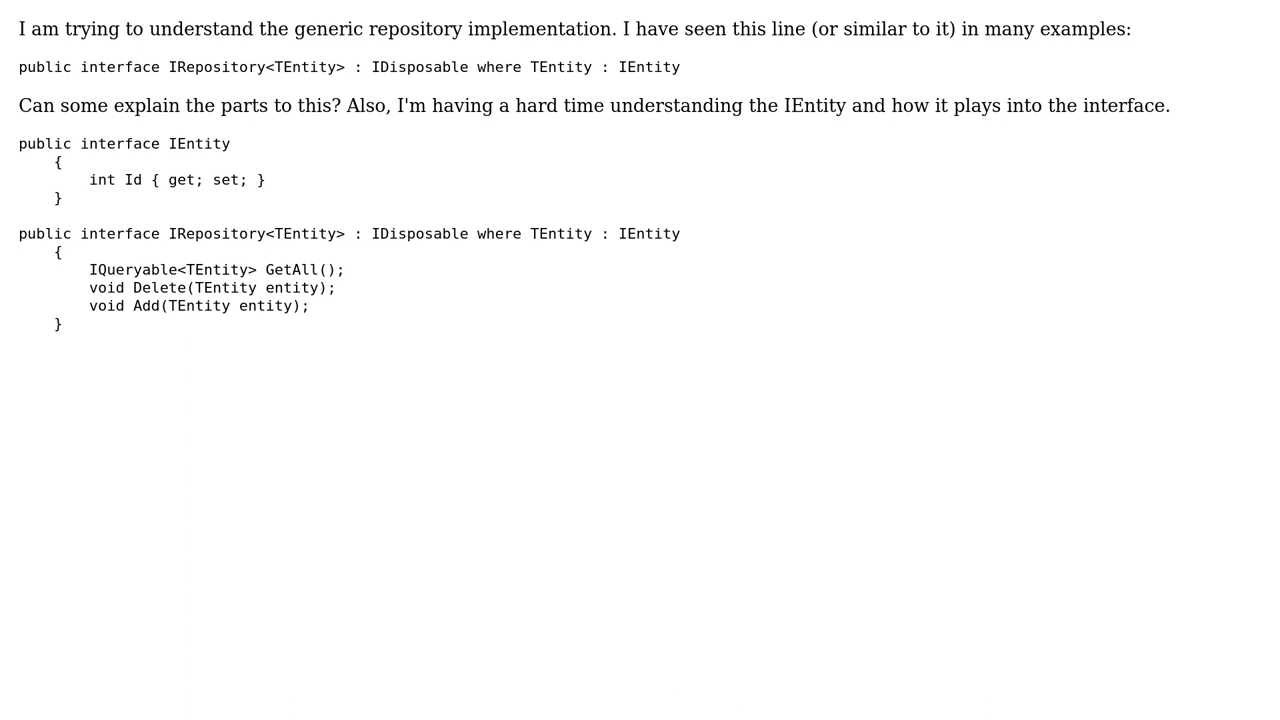 I am trying to understand the generic repository implementation. I have seen this line (or similar to it) in many examples:
public interface IRepository<TEntity> : IDisposable where TEntity : IEntity
Can some explain the parts to this? Also, I'm having a hard time understanding the IEntity and how it plays into the interface.
public interface IEntity
    {
        int Id { get; set; }
    }
public interface IRepository<TEntity> : IDisposable where TEntity : IEntity
    {
        IQueryable<TEntity> GetAll();
        void Delete(TEntity entity);
        void Add(TEntity entity);
    }